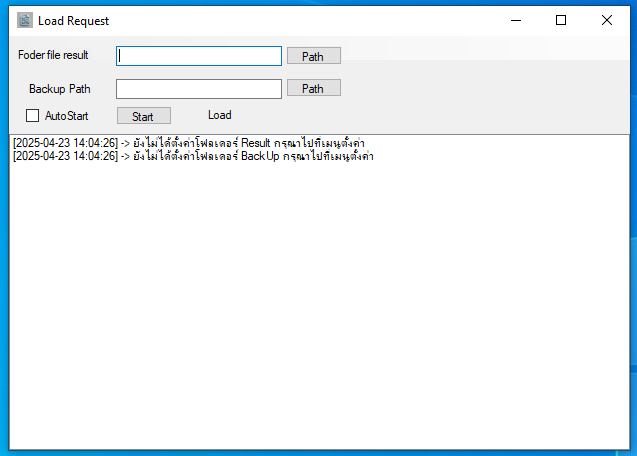 Load Request
Foder file result
Path
Backup Path
Path
AutoStart
Start
Load
[2025-04-23 14:04:26] -> ยังไม่ได้ตั้งค่าโฟลเดอร์ Result กรุณาไปที่เมนูตั้งค่า
[2025-04-23 14:04:26] -> ยังไม่ได้ตั้งค่าโฟลเดอร์ BackUp กรุณาไปที่เมนูตั้งค่า